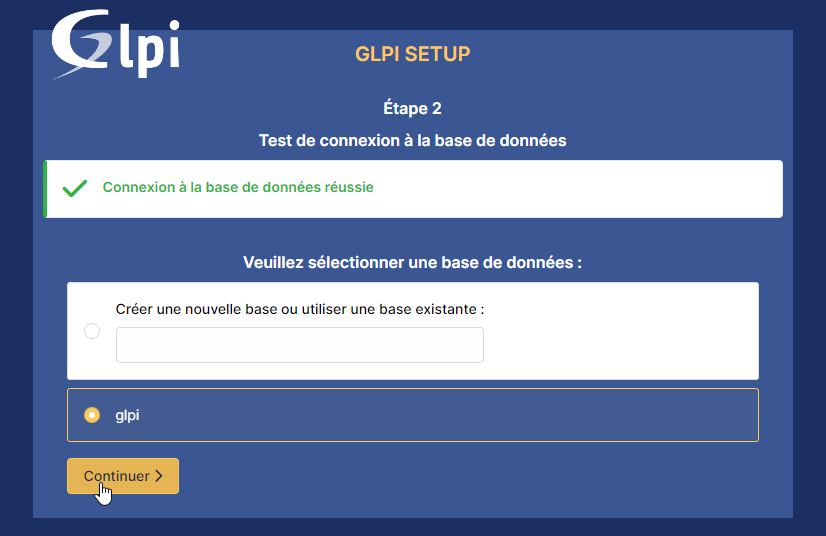 Glpi
GLPI SETUP
Étape 2
Test de connexion à la base de données
Connexion à la base de données réussie
Veuillez sélectionner une base de données :
Créer une nouvelle base ou utiliser une base existante :
glpi
Continuer